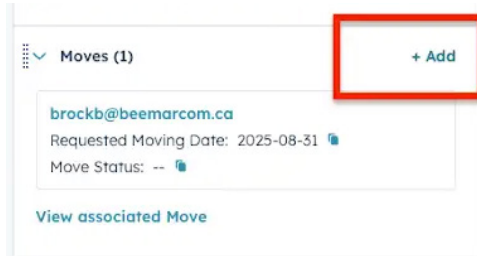 Moves (1)
+ Add
brockb@beemarcom.ca
Requested Moving Date: 2025-08-31
Move Status: --
View associated Move